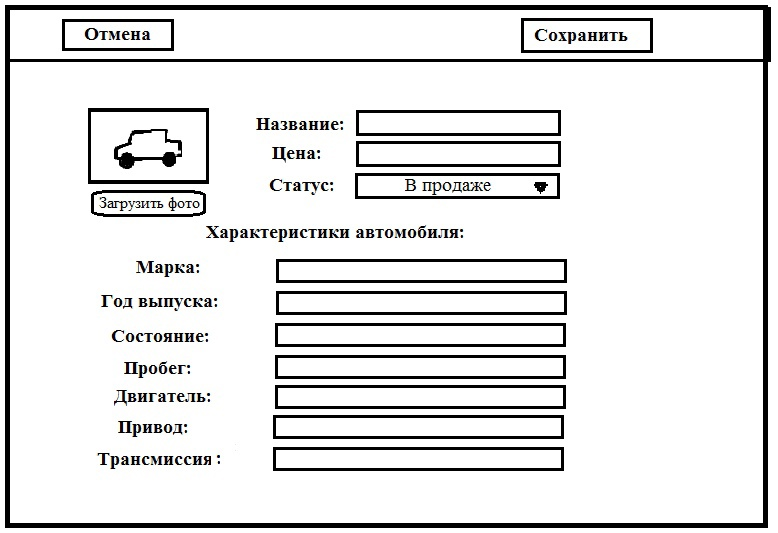 Отмена
Сохранить
Название:
Цена:
Статус:
В продаже
Загрузить фото
Характеристики автомобиля:
Марка:
Год выпуска:
Состояние:
Пробег:
Двигатель:
Привод:
Трансмиссия :